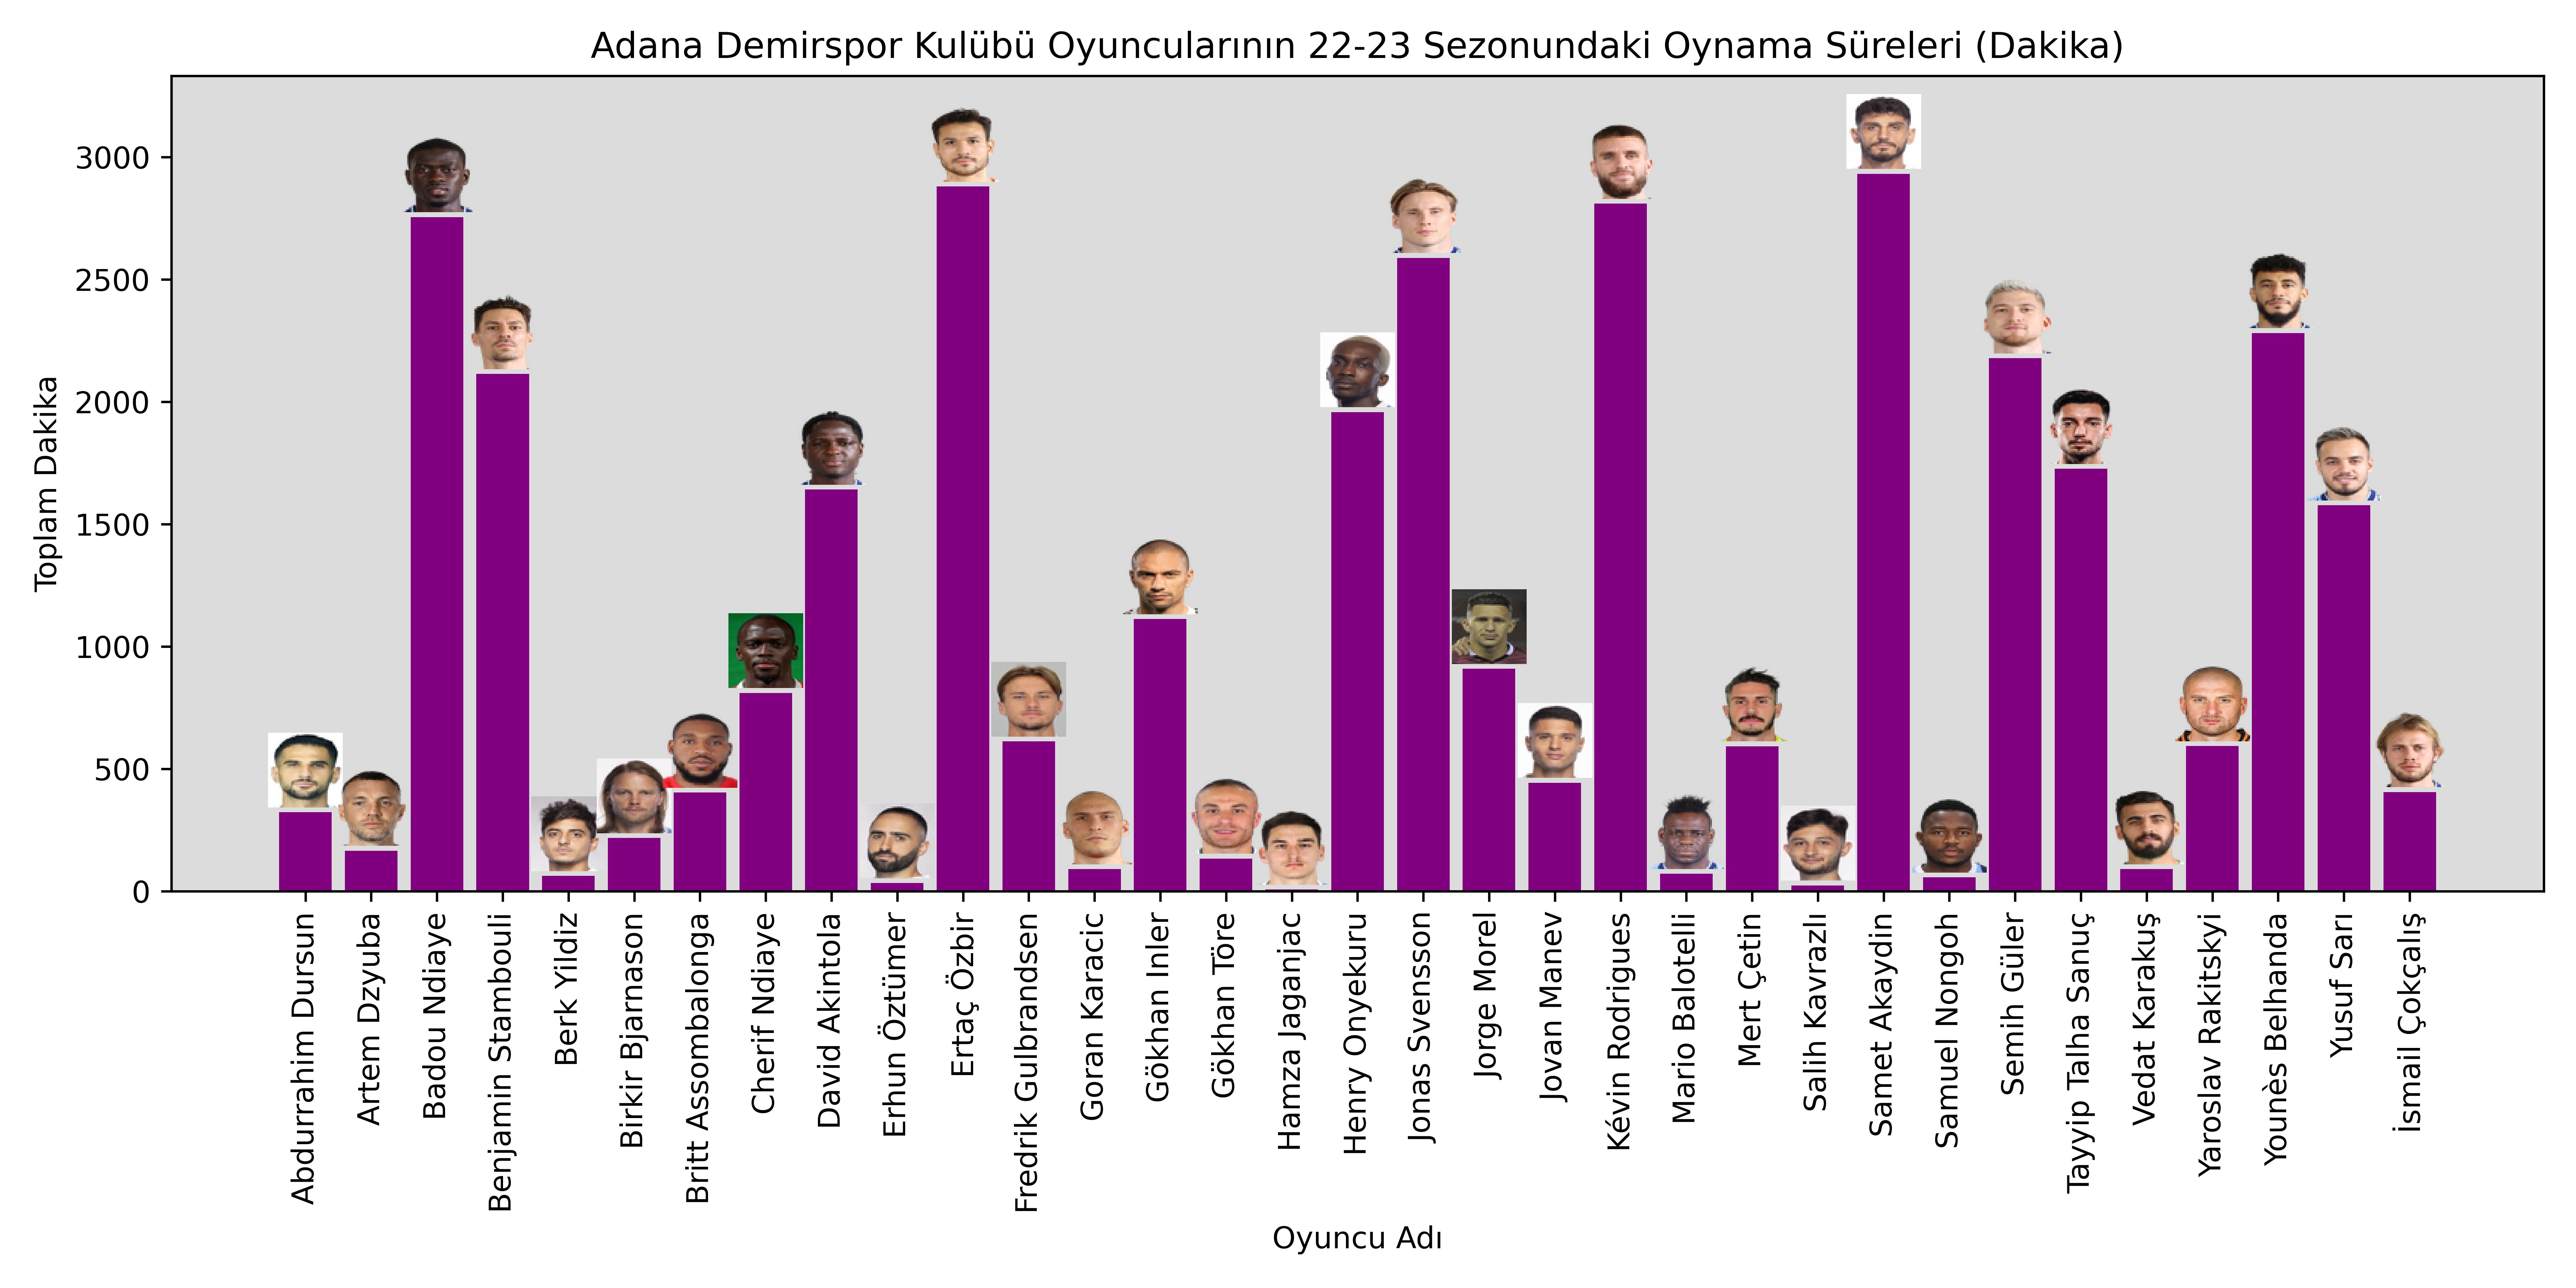 Adana Demirspor Kulübü Oyuncularının 22-23 Sezonundaki Oynama Süreleri (Dakika)
Toplam Dakika
3000
2500
2000
1500
1000
500
0
Abdurrahim Dursun
Artem Dzyuba
Badou Ndiaye
Benjamin Stambouli
Berk Yildiz
Birkir Bjarnason
Britt Assombalonga
Cherif Ndiaye
David Akintola
Erhun Öztümer
Ertaç Özbir
Fredrik Gulbrandsen
Goran Karacic
Gökhan Inler
Gökhan Töre
Hamza Jaganjac
Henry Onyekuru
Jonas Svensson
Jorge Morel
Jovan Manev
Kévin Rodrigues
Mario Balotelli
Mert Çetin
Salih Kavrazlı
Samet Akaydin
Samuel Nongoh
Semih Güler
Tayyip Talha Sanuç
Vedat Karakuş
Yaroslav Rakitskyi
Younès Belhanda
Yusuf Sarı
İsmail Çokçalış
Oyuncu Adı